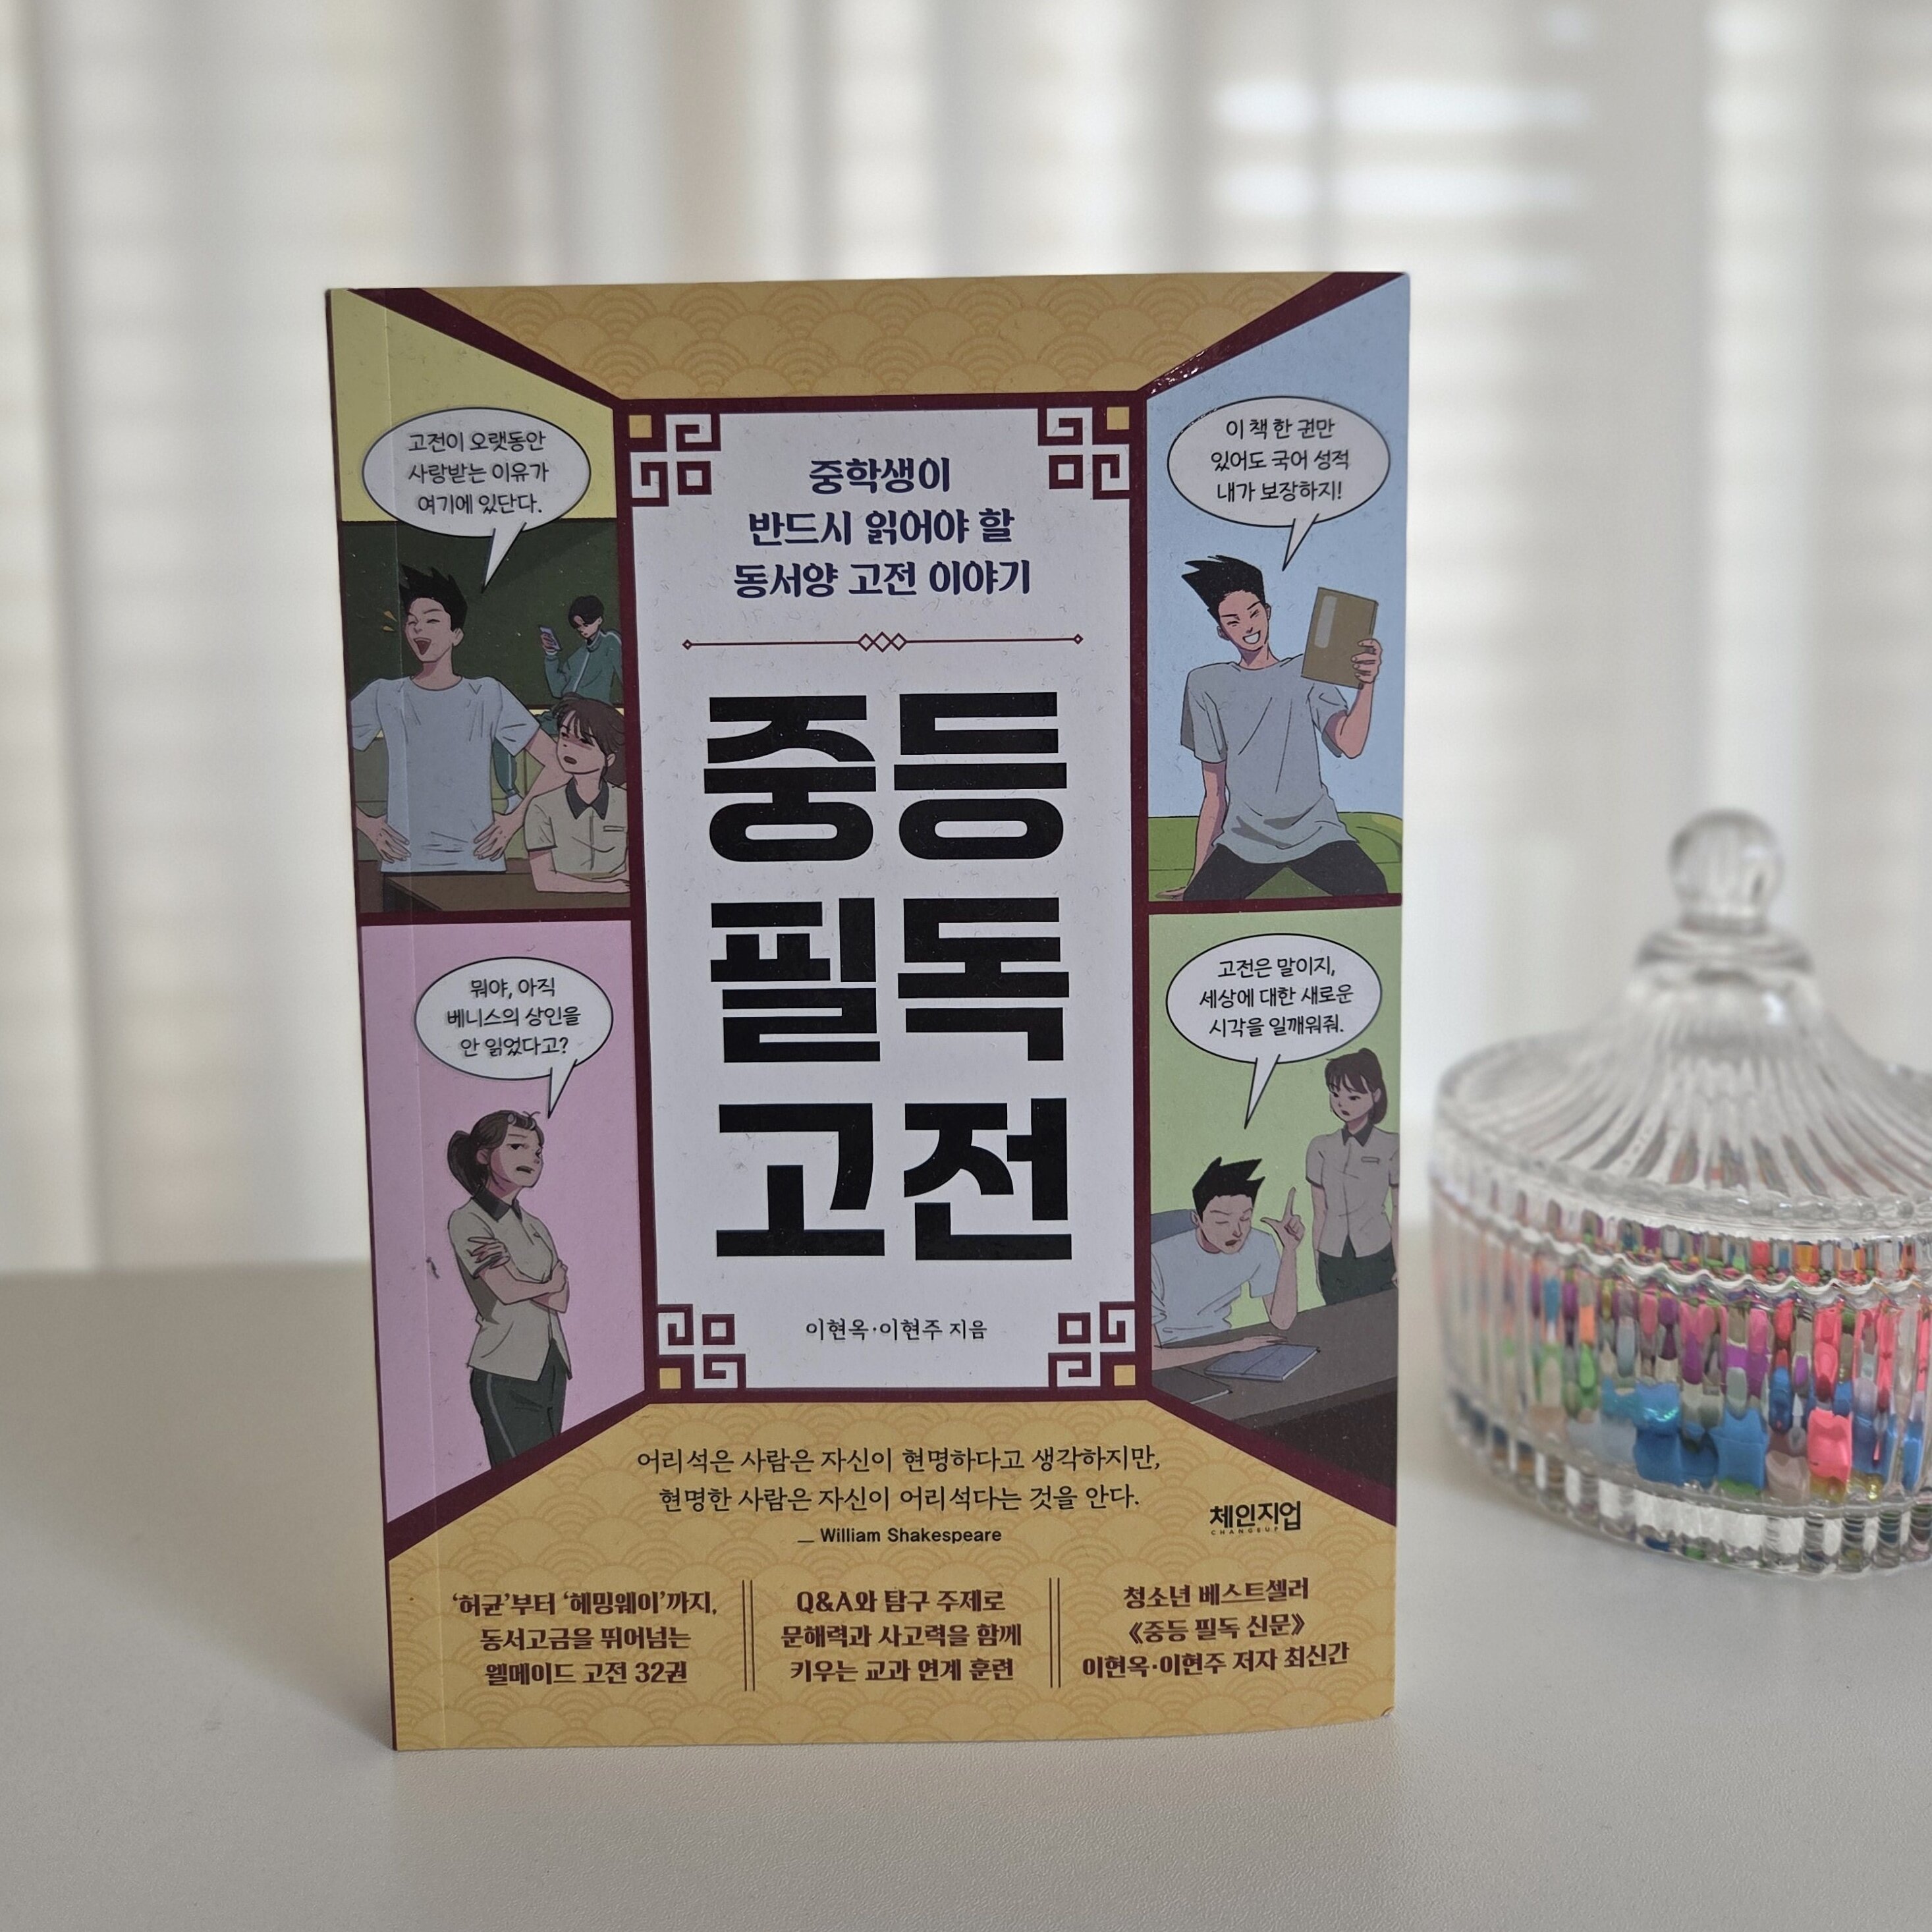 고전이 오랫동안
사랑받는 이유가
여기에 있단다.
이 책 한 권만
있어도 국어 성적
내가 보장하지!
중학생이
반드시 읽어야 할
동서양 고전 이야기
중등
필독
고전
뭐야, 아직
베니스의 상인을
안 읽었다고?
고전은 말이지,
세상에 대한 새로운
시각을 일깨워줘.
이현옥·이현주 지음
어리석은 사람은 자신이 현명하다고 생각하지만,
현명한 사람은 자신이 어리석다는 것을 안다.
— William Shakespeare
체인지업
CHANGEUP
‘허균’부터 ‘헤밍웨이’까지,
동서고금을 뛰어넘는
웰메이드 고전 32권
Q&A와 탐구 주제로
문해력과 사고력을 함께
키우는 교과 연계 훈련
청소년 베스트셀러
《중등 필독 신문》
이현옥·이현주 저자 최신간